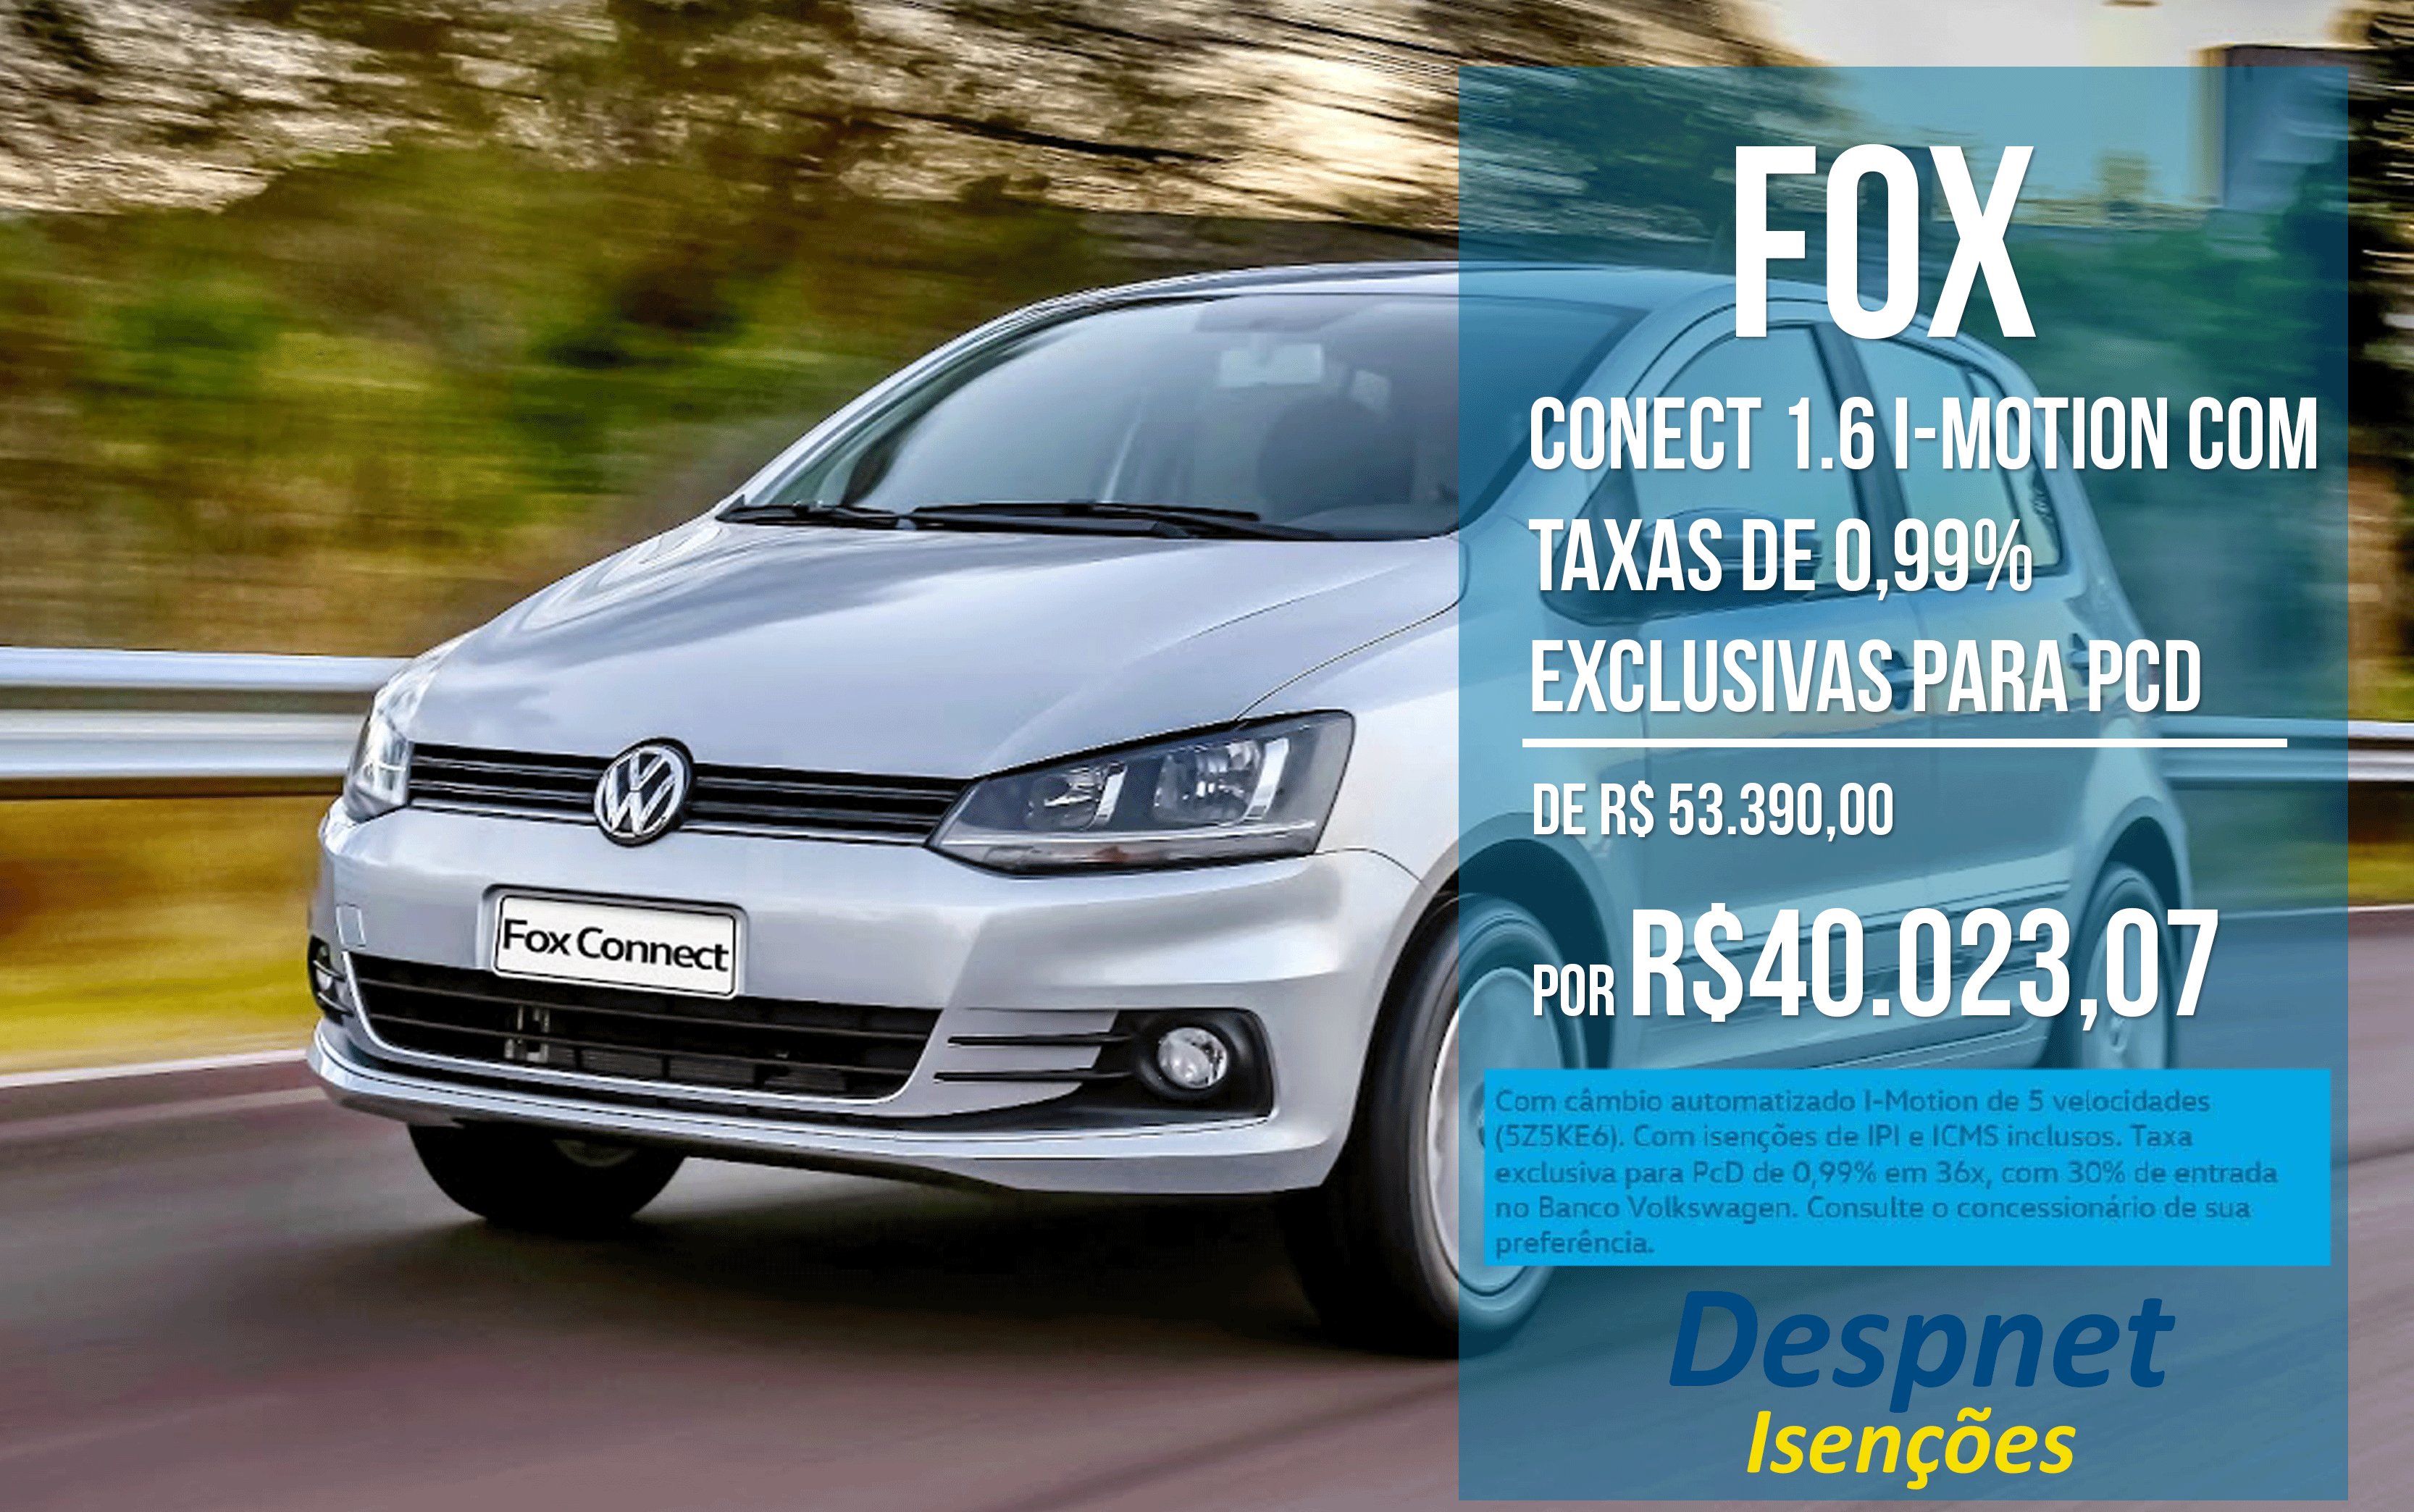 FOX
CONECT 1.6 I-MOTION COM
TAXAS DE 0,99%
EXCLUSIVAS PARA PCD
DE R$ 53.390,00
POR R$40.023,07
Com câmbio automatizado I-Motion de 5 velocidades
(5Z5KE6). Com isenções de IPI e ICMS inclusos. Taxa
exclusiva para PcD de 0,99% em 36x, com 30% de entrada
no Banco Volkswagen. Consulte o concessionário de sua
preferência.
Despnet
Isenções
Fox Connect